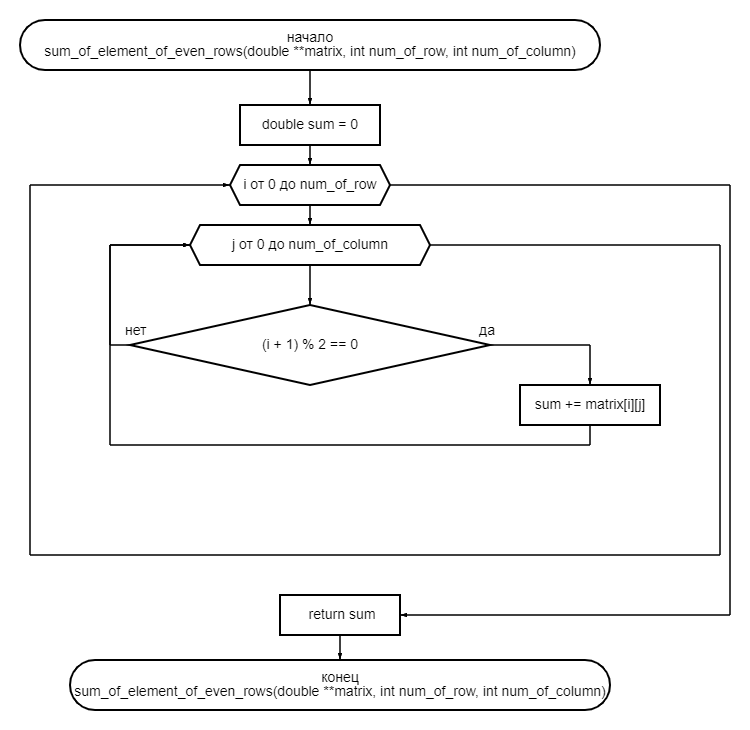 начало
sum_of_element_of_even_rows(double **matrix, int num_of_row, int num_of_column)
double sum = 0
i от 0 до num_of_row
j от 0 до num_of_column
нет
да
(i + 1) % 2 == 0
sum += matrix[i][j]
return sum
конец
sum_of_element_of_even_rows(double **matrix, int num_of_row, int num_of_column)